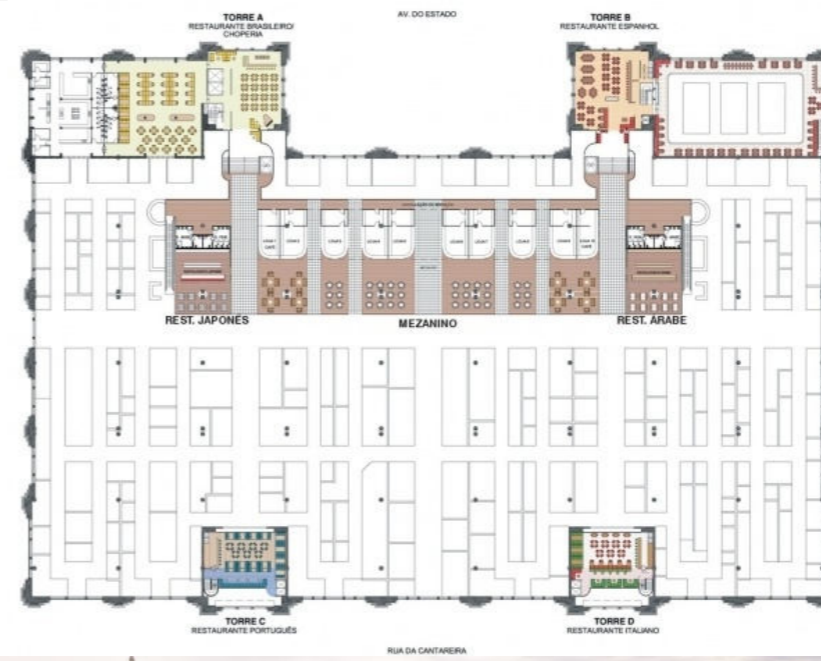 TORRE A
RESTAURANTE BRASILEIRO/
CHOPERIA
AV. DO ESTADO
TORRE B
RESTAURANTE ESPANHOL
REST. JAPONÊS
MEZANINO
REST. ARABE
TORRE C
RESTAURANTE PORTUGUÊS
TORRE D
RESTAURANTE ITALIANO
RUA DA CANTAREIRA